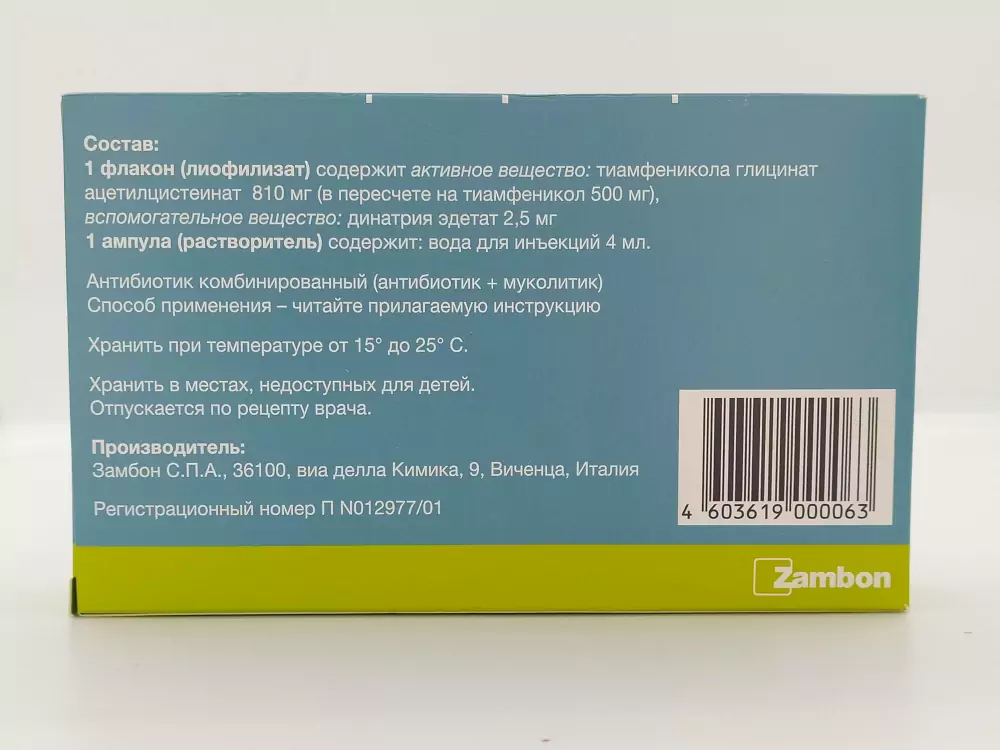 Состав:
1 флакон (лиофилизат) содержит активное вещество: тиамфеникола глицинат
ацетилцистеинат 810 мг (в пересчете на тиамфеникол 500 мг),
вспомогательное вещество: динатрия эдетат 2,5 мг
1 ампула (растворитель) содержит: вода для инъекций 4 мл.
Антибиотик комбинированный (антибиотик + муколитик)
Способ применения – читайте прилагаемую инструкцию
Хранить при температуре от 15° до 25° С.
Хранить в местах, недоступных для детей.
Отпускается по рецепту врача.
Производитель:
Замбон С.П.А., 36100, виа делла Кимика, 9, Виченца, Италия
Регистрационный номер П N012977/01
4 603619 000063
Zambon